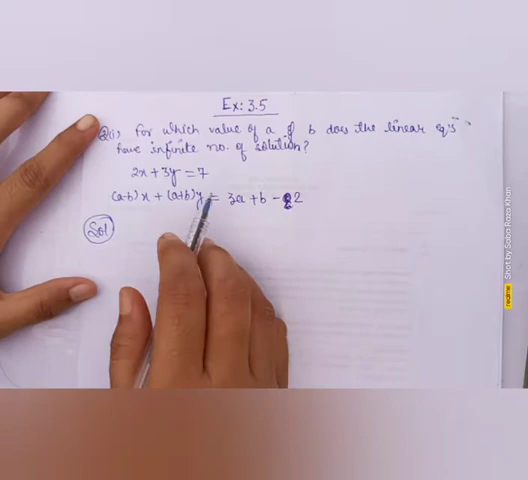 Ex: 3.5
Q2 i, For which value of a & b does the linear eq's
have infinite no. of solution?
2x + 3y = 7
(a-b)x + (a+b)y = 3a + b - 2
Sol
realme Shot by Saba Raza Khan